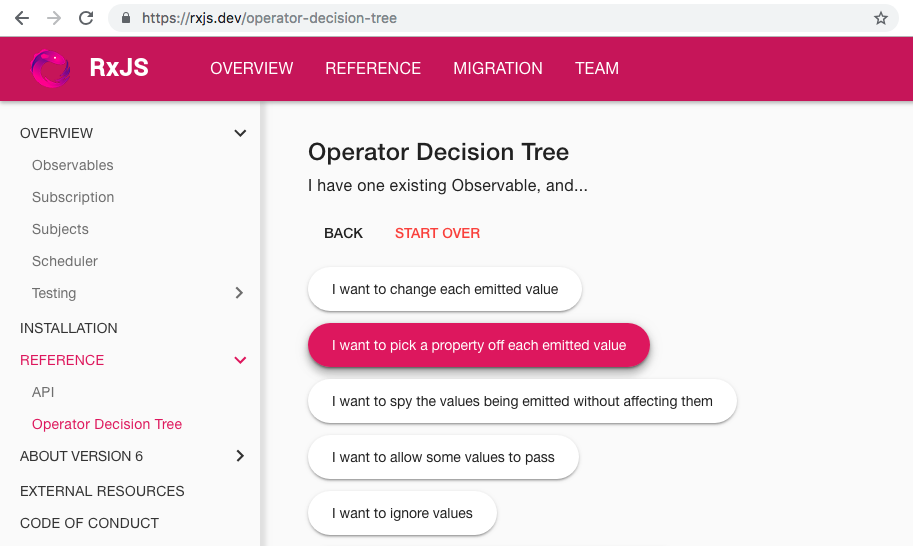 https://rxjs.dev/operator-decision-tree
RxJS
OVERVIEW
REFERENCE
MIGRATION
TEAM
OVERVIEW
Observables
Subscription
Subjects
Scheduler
Testing
INSTALLATION
REFERENCE
API
Operator Decision Tree
ABOUT VERSION 6
EXTERNAL RESOURCES
CODE OF CONDUCT
Operator Decision Tree
I have one existing Observable, and...
BACK
START OVER
I want to change each emitted value
I want to pick a property off each emitted value
I want to spy the values being emitted without affecting them
I want to allow some values to pass
I want to ignore values